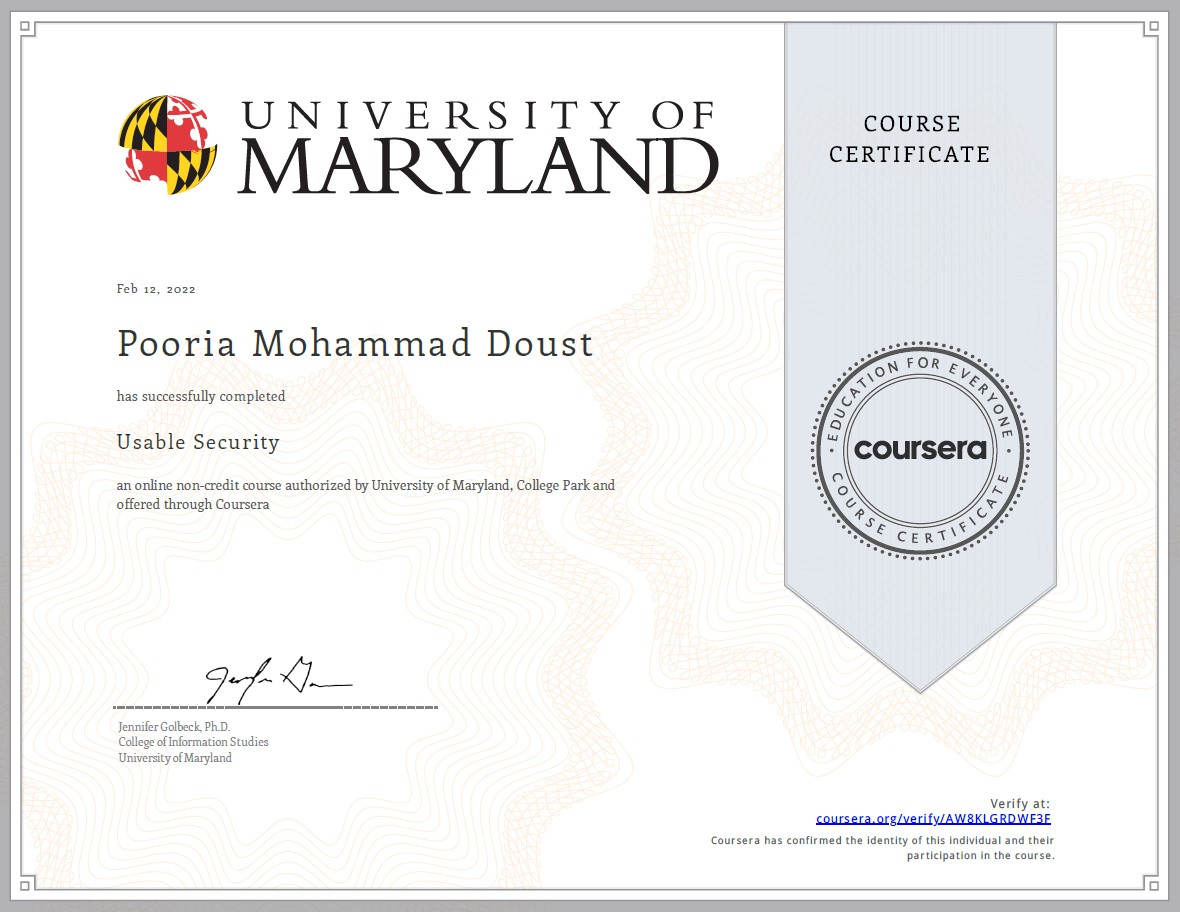 UNIVERSITY OF
MARYLAND
COURSE
CERTIFICATE
Feb 12, 2022
Pooria Mohammad Doust
has successfully completed
Usable Security
an online non-credit course authorized by University of Maryland, College Park and
offered through Coursera
EDUCATION FOR EVERYONE
coursera
COURSE CERTIFICATE
Jennifer Golbeck, Ph.D.
College of Information Studies
University of Maryland
Verify at:
coursera.org/verify/AW8KLGRDWF3F
Coursera has confirmed the identity of this individual and their
participation in the course.